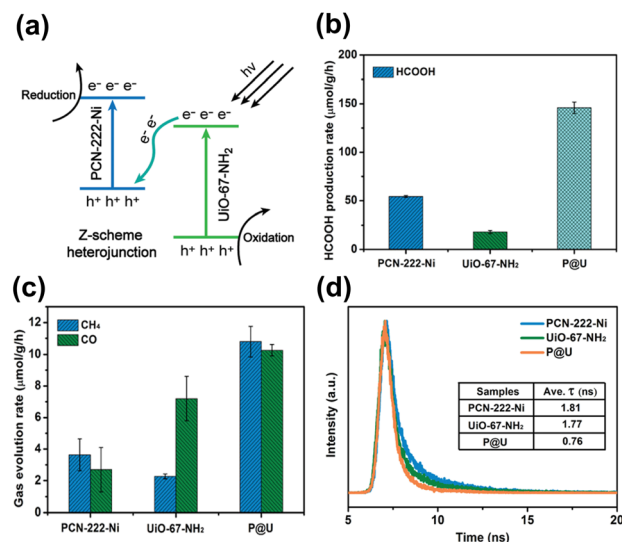 (a)
hν
Reduction
e⁻ e⁻ e⁻
PCN-222-Ni
e⁻ e⁻
e⁻ e⁻ e⁻
UiO-67-NH₂
h⁺ h⁺ h⁺
Z-scheme
heterojunction
h⁺ h⁺ h⁺
Oxidation
(b)
HCOOH production rate (μmol/g/h)
200
150
100
50
0
HCOOH
PCN-222-Ni UiO-67-NH₂ P@U
(c)
Gas evolution rate (μmol/g/h)
12
10
8
6
4
2
0
CH₄
CO
PCN-222-Ni UiO-67-NH₂ P@U
(d)
Intensity (a.u.)
PCN-222-Ni
UiO-67-NH₂
P@U
Samples Ave. τ (ns)
PCN-222-Ni 1.81
UiO-67-NH₂ 1.77
P@U 0.76
5 10 15 20
Time (ns)